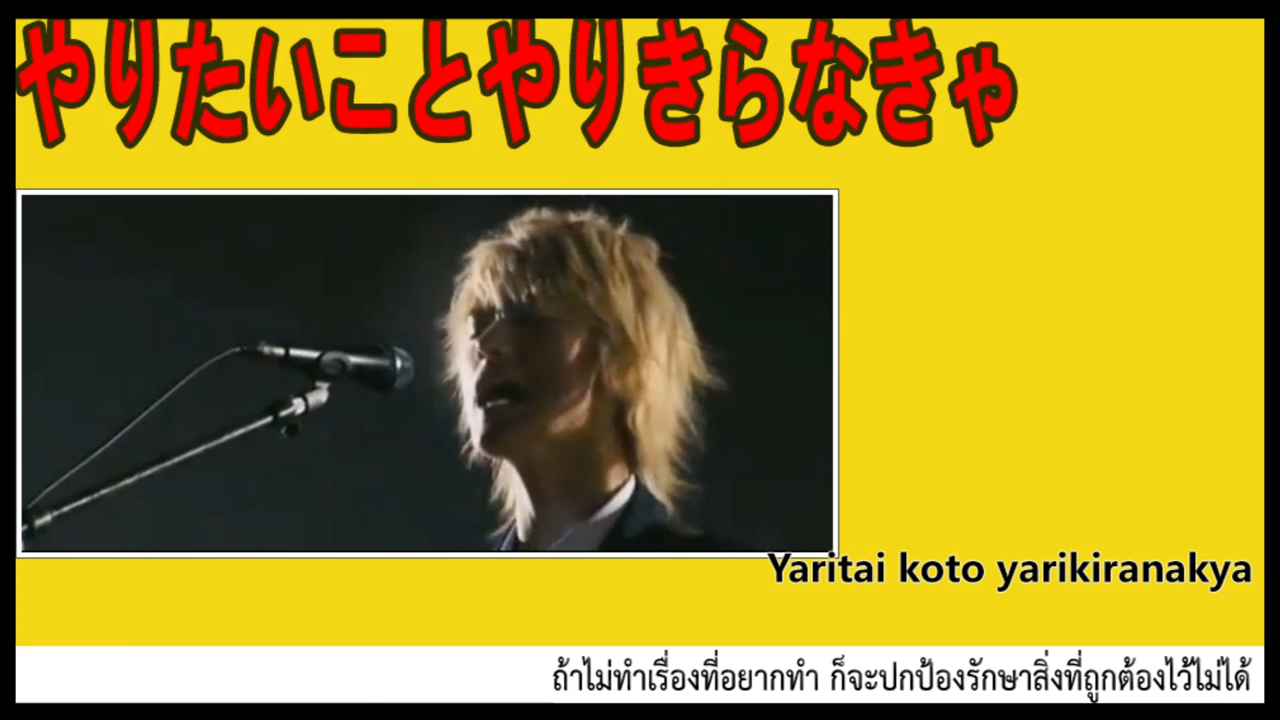 やりたいことやりきらなきゃ
Yaritai koto yarikiranakya
ถ้าไม่ทำเรื่องที่อยากทำ ก็จะปกป้องรักษาสิ่งที่ถูกต้องไว้ไม่ได้